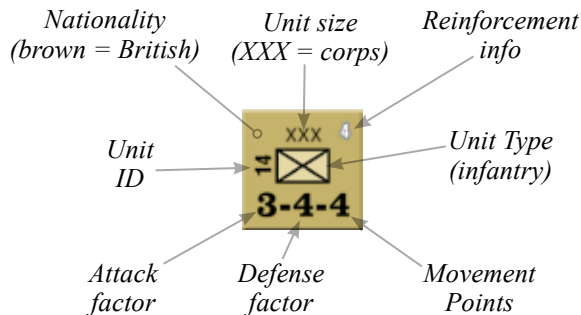 Nationality
(brown = British)
Unit size
(XXX = corps)
Reinforcement
info
XXX
4
Unit
ID
14
Unit Type
(infantry)
3-4-4
Attack
factor
Defense
factor
Movement
Points